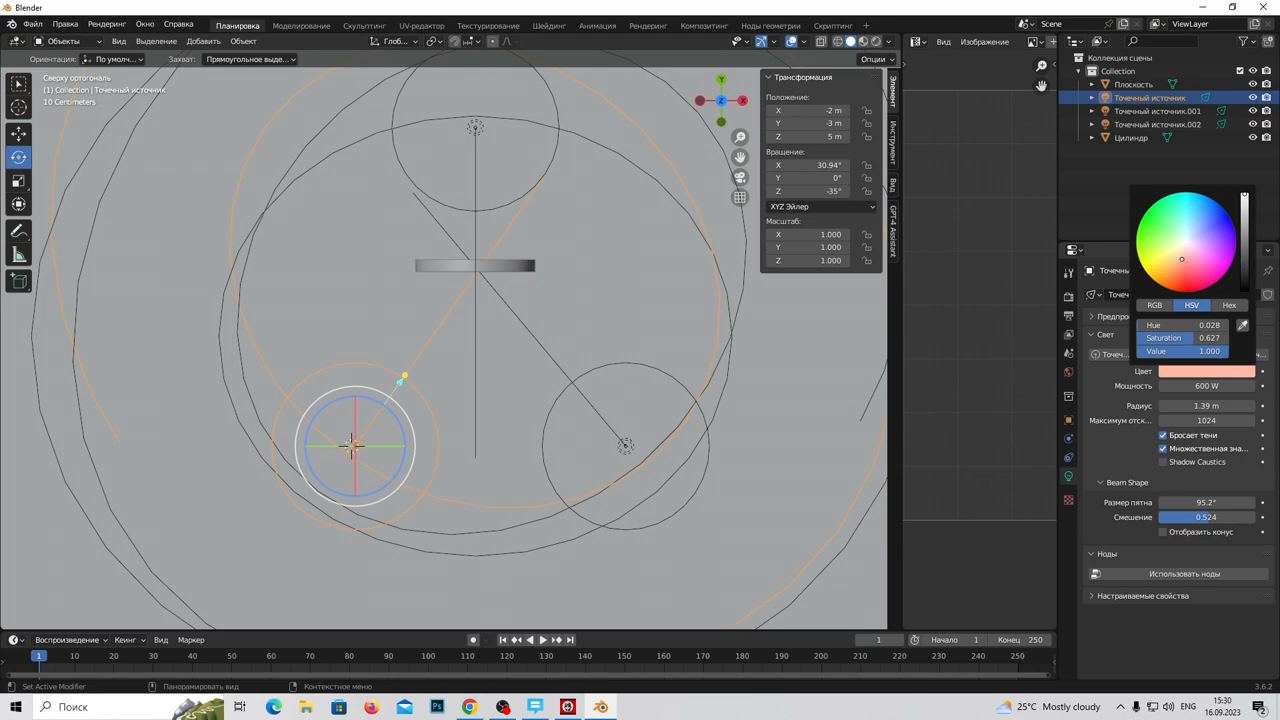 Blender
Файл Правка Рендеринг Окно Справка Планировка Моделирование Скульптинг UV-редактор Текстурирование Шейдинг Анимация Рендеринг Композитинг Ноды геометрии Скриптинг + Scene ViewLayer
Объекты Вид Выделение Добавить Объект Глоб... Вид Изображение
Ориентация: По умолч... Захват: Прямоугольное выде... Опции
Сверху ортогональ
(1) Collection | Точечный источник
10 Centimeters
Y
X
Z
Трансформация
Положение:
X -2 m
Y -3 m
Z 5 m
Вращение:
X 30.94°
Y 0°
Z -35°
XYZ Эйлер
Масштаб:
X 1.000
Y 1.000
Z 1.000
Элемент
Инструмент
Вид
GPT-4 Assistant
Коллекция сцены
Collection
Плоскость
Точечный источник
Точечный источник.001
Точечный источник.002
Цилиндр
RGB HSV Hex
Hue 0.028
Saturation 0.627
Value 1.000
Точечны
Точеч
Предпро
Свет
Точеч...
Цвет
Мощность 600 W
Радиус 1.39 m
Максимум отск... 1024
Бросает тени
Множественная зна...
Shadow Caustics
Beam Shape
Размер пятна 95.2°
Смешение 0.524
Отобразить конус
Ноды
Использовать ноды
Настраиваемые свойства
Воспроизведение Кеинг Вид Маркер 1 Начало 1 Конец 250
1 10 20 30 40 50 60 70 80 90 100 110 120 130 140 150 160 170 180 190 200 210 220 230 240 250
Set Active Modifier Панорамировать вид Контекстное меню 3.6.2
Поиск Ps 25°C Mostly cloudy ENG 15:30
16.09.2023 2